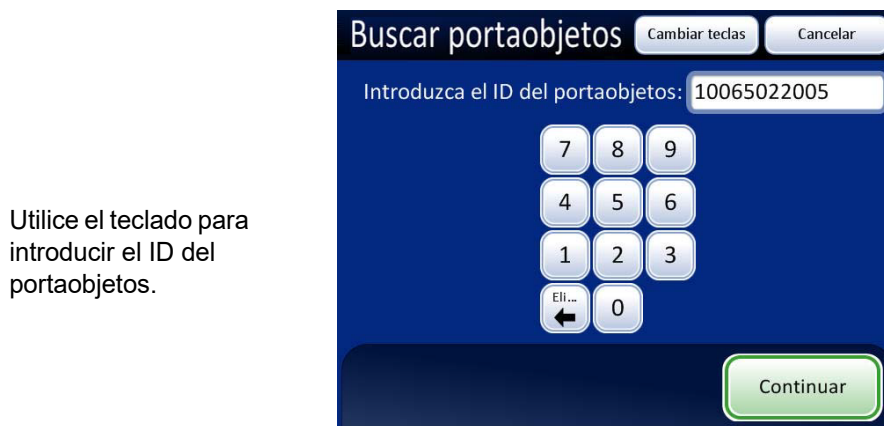 Buscar portaobjetos Cambiar teclas Cancelar
Introduzca el ID del portaobjetos: 10065022005
7 8 9
4 5 6
Utilice el teclado para
introducir el ID del
portaobjetos.
1 2 3
Eli...
0
Continuar